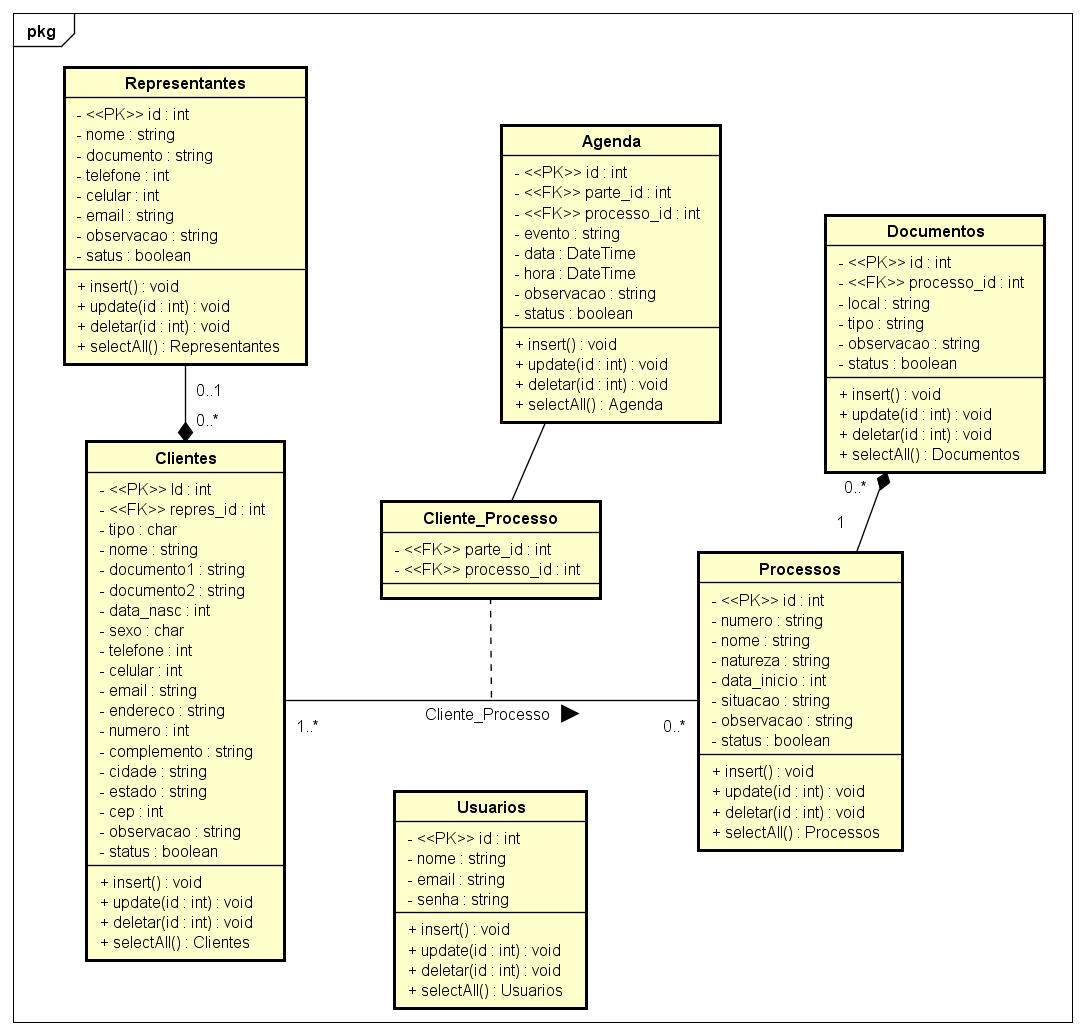 pkg
Representantes
- <<PK>> id : int
- nome : string
- documento : string
- telefone : int
- celular : int
- email : string
- observacao : string
- satus : boolean
+ insert() : void
+ update(id : int) : void
+ deletar(id : int) : void
+ selectAll() : Representantes
0..1
0..*
Clientes
- <<PK>> Id : int
- <<FK>> repres_id : int
- tipo : char
- nome : string
- documento1 : string
- documento2 : string
- data_nasc : int
- sexo : char
- telefone : int
- celular : int
- email : string
- endereco : string
- numero : int
- complemento : string
- cidade : string
- estado : string
- cep : int
- observacao : string
- status : boolean
+ insert() : void
+ update(id : int) : void
+ deletar(id : int) : void
+ selectAll() : Clientes
Agenda
- <<PK>> id : int
- <<FK>> parte_id : int
- <<FK>> processo_id : int
- evento : string
- data : DateTime
- hora : DateTime
- observacao : string
- status : boolean
+ insert() : void
+ update(id : int) : void
+ deletar(id : int) : void
+ selectAll() : Agenda
Cliente_Processo
- <<FK>> parte_id : int
- <<FK>> processo_id : int
1..*
Cliente_Processo
0..*
Documentos
- <<PK>> id : int
- <<FK>> processo_id : int
- local : string
- tipo : string
- observacao : string
- status : boolean
+ insert() : void
+ update(id : int) : void
+ deletar(id : int) : void
+ selectAll() : Documentos
0..*
1
Processos
- <<PK>> id : int
- numero : string
- nome : string
- natureza : string
- data_inicio : int
- situacao : string
- observacao : string
- status : boolean
+ insert() : void
+ update(id : int) : void
+ deletar(id : int) : void
+ selectAll() : Processos
Usuarios
- <<PK>> id : int
- nome : string
- email : string
- senha : string
+ insert() : void
+ update(id : int) : void
+ deletar(id : int) : void
+ selectAll() : Usuarios